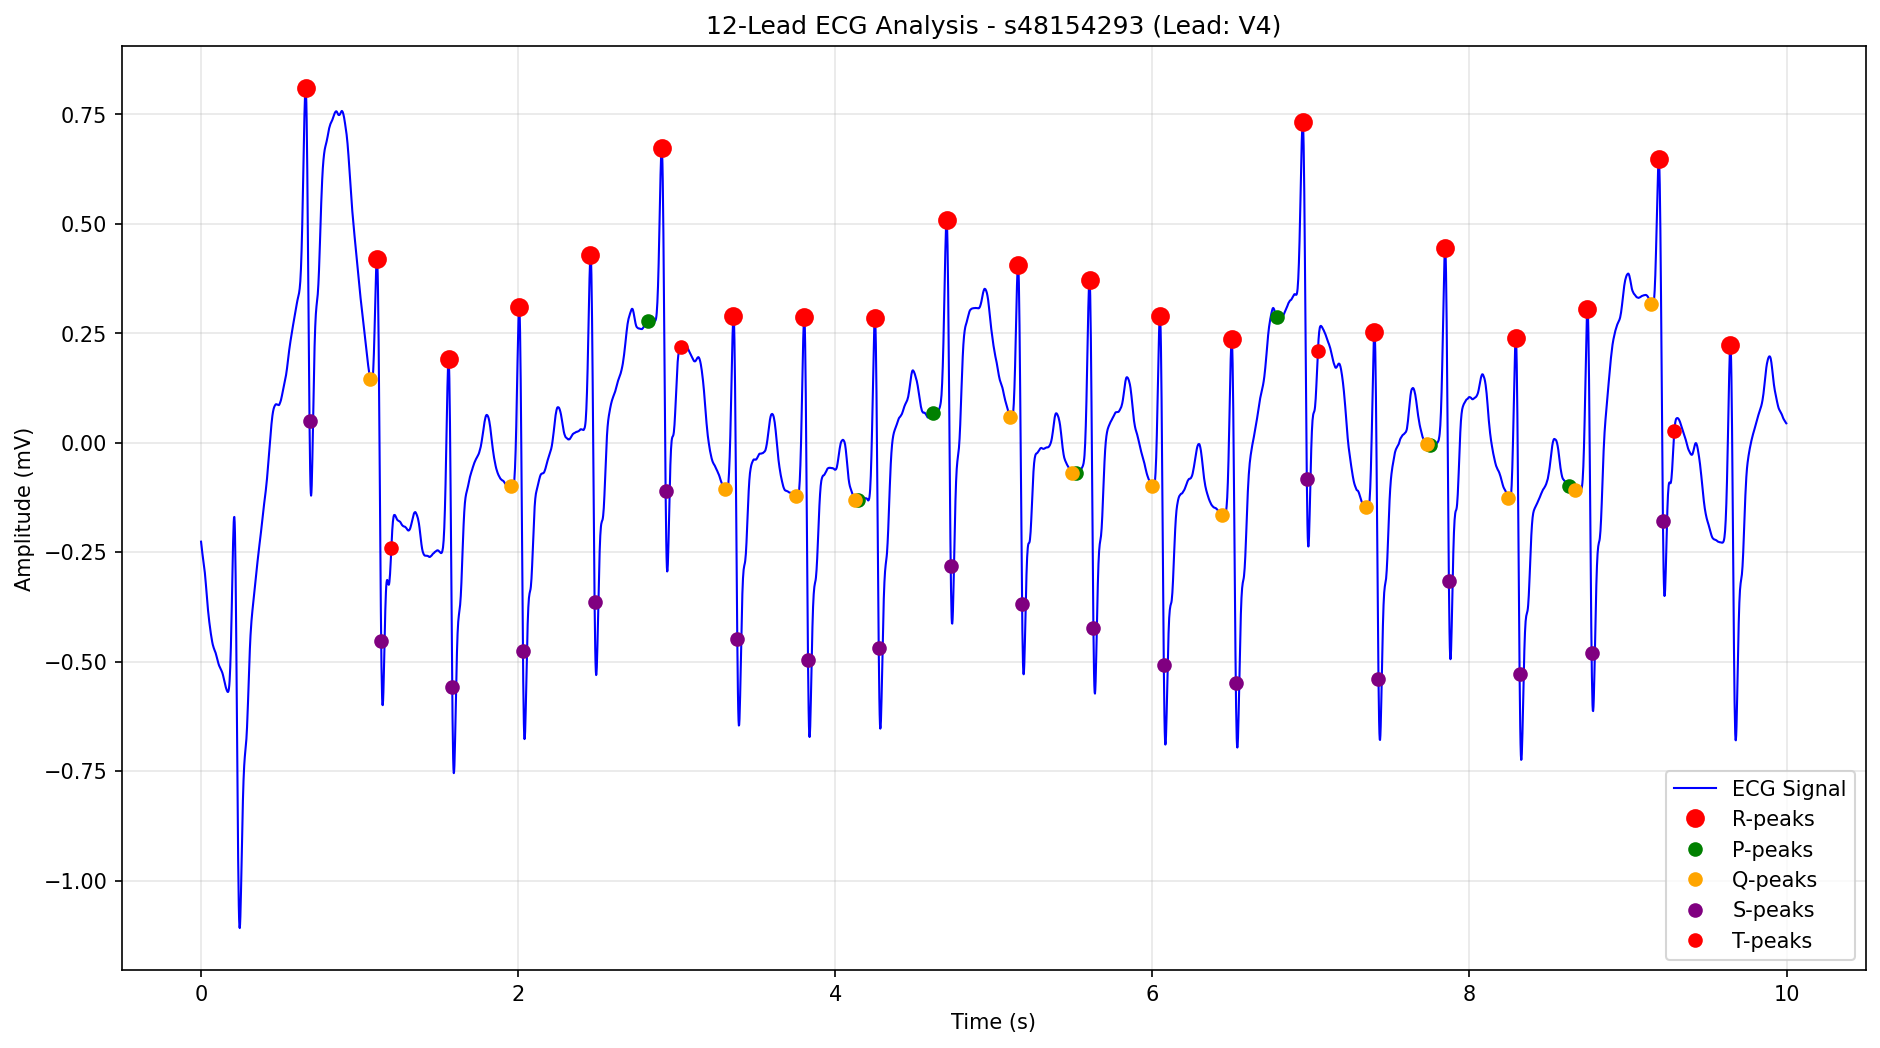 12-Lead ECG Analysis - s48154293 (Lead: V4)
Amplitude (mV)
0.75
0.50
0.25
0.00
−0.25
−0.50
−0.75
−1.00
ECG Signal
R-peaks
P-peaks
Q-peaks
S-peaks
T-peaks
0 2 4 6 8 10
Time (s)